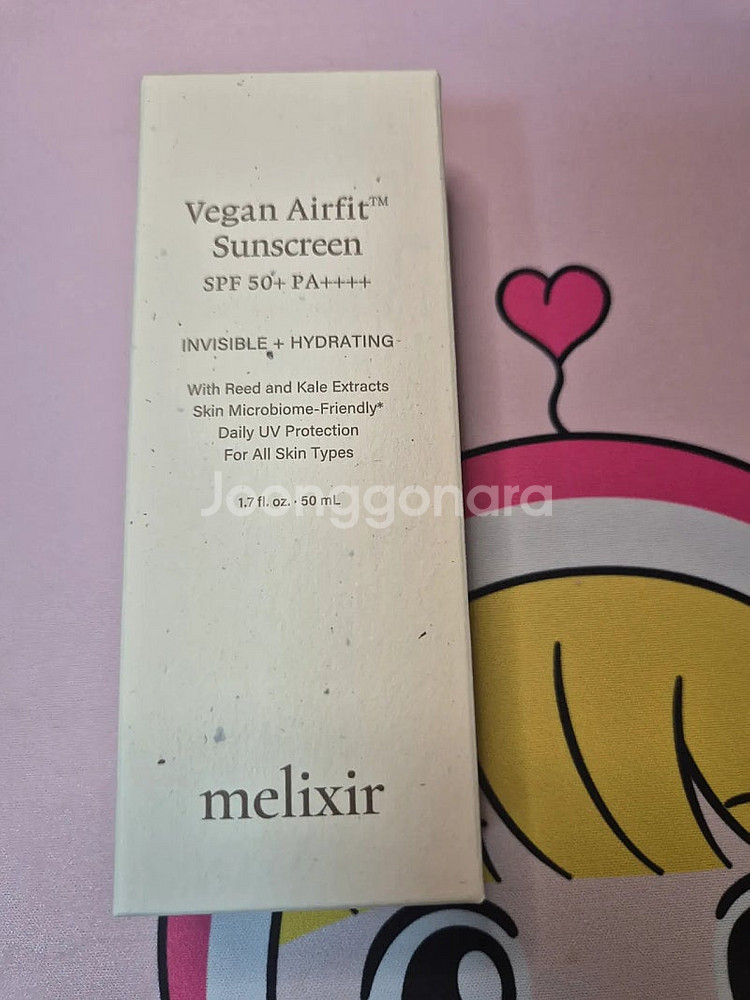 Vegan Airfit™
Sunscreen
SPF 50+ PA++++
INVISIBLE + HYDRATING
With Reed and Kale Extracts
Skin Microbiome-Friendly*
Daily UV Protection
For All Skin Types
1.7 fl. oz. · 50 mL
Joonggonara
melixir